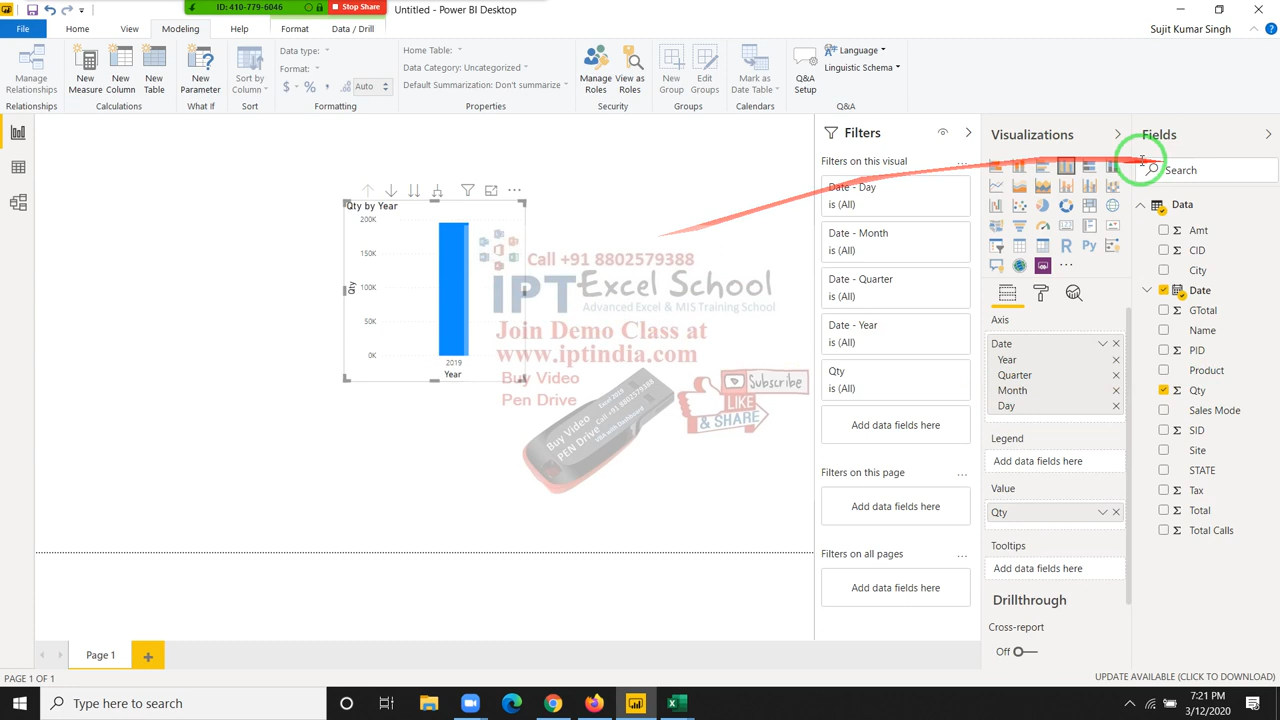 ID: 410-779-6046
Stop Share
Untitled - Power BI Desktop
File
Home
View
Modeling
Help
Format
Data / Drill
Sujit Kumar Singh
Manage Relationships
New Measure
New Column
New Table
New Parameter
Sort by Column
Data type:
Format:
$ % , Auto
Home Table:
Data Category: Uncategorized
Default Summarization: Don't summarize
Manage Roles
View as Roles
New Group
Edit Groups
Mark as Date Table
Q&A Setup
Language
Linguistic Schema
Relationships
Calculations
What If
Sort
Formatting
Properties
Security
Groups
Calendars
Q&A
Qty by Year
200K
150K
100K
50K
0K
Qty
2019
Year
Call +91 8802579388
IPT Excel School
Advanced Excel & MIS Training School
Join Demo Class at
www.iptindia.com
Buy Video
Pen Drive
Buy Video
PEN Drive
Call +91 8802579388
Subscribe
LIKE
& SHARE
Filters
Filters on this visual
Date - Day
is (All)
Date - Month
is (All)
Date - Quarter
is (All)
Date - Year
is (All)
Qty
is (All)
Add data fields here
Filters on this page
Add data fields here
Filters on all pages
Add data fields here
Visualizations
R
Py
Axis
Date
Year
Quarter
Month
Day
Legend
Add data fields here
Value
Qty
Tooltips
Add data fields here
Drillthrough
Cross-report
Off
Fields
Search
Data
Amt
CID
City
Date
GTotal
Name
PID
Product
Qty
Sales Mode
SID
Site
STATE
Tax
Total
Total Calls
Page 1
PAGE 1 OF 1
UPDATE AVAILABLE (CLICK TO DOWNLOAD)
Type here to search
7:21 PM
3/12/2020